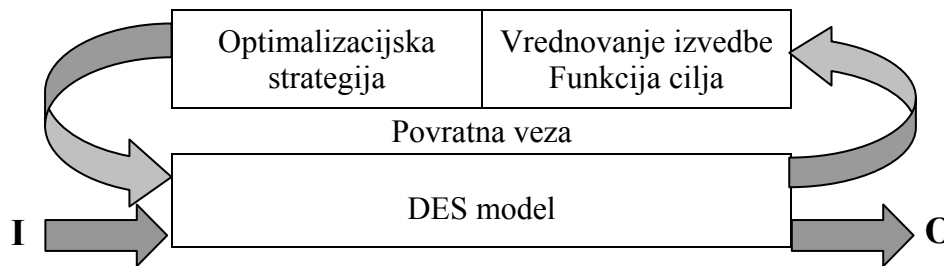 Optimalizacijska
strategija
Vrednovanje izvedbe
Funkcija cilja
Povratna veza
DES model
I
O